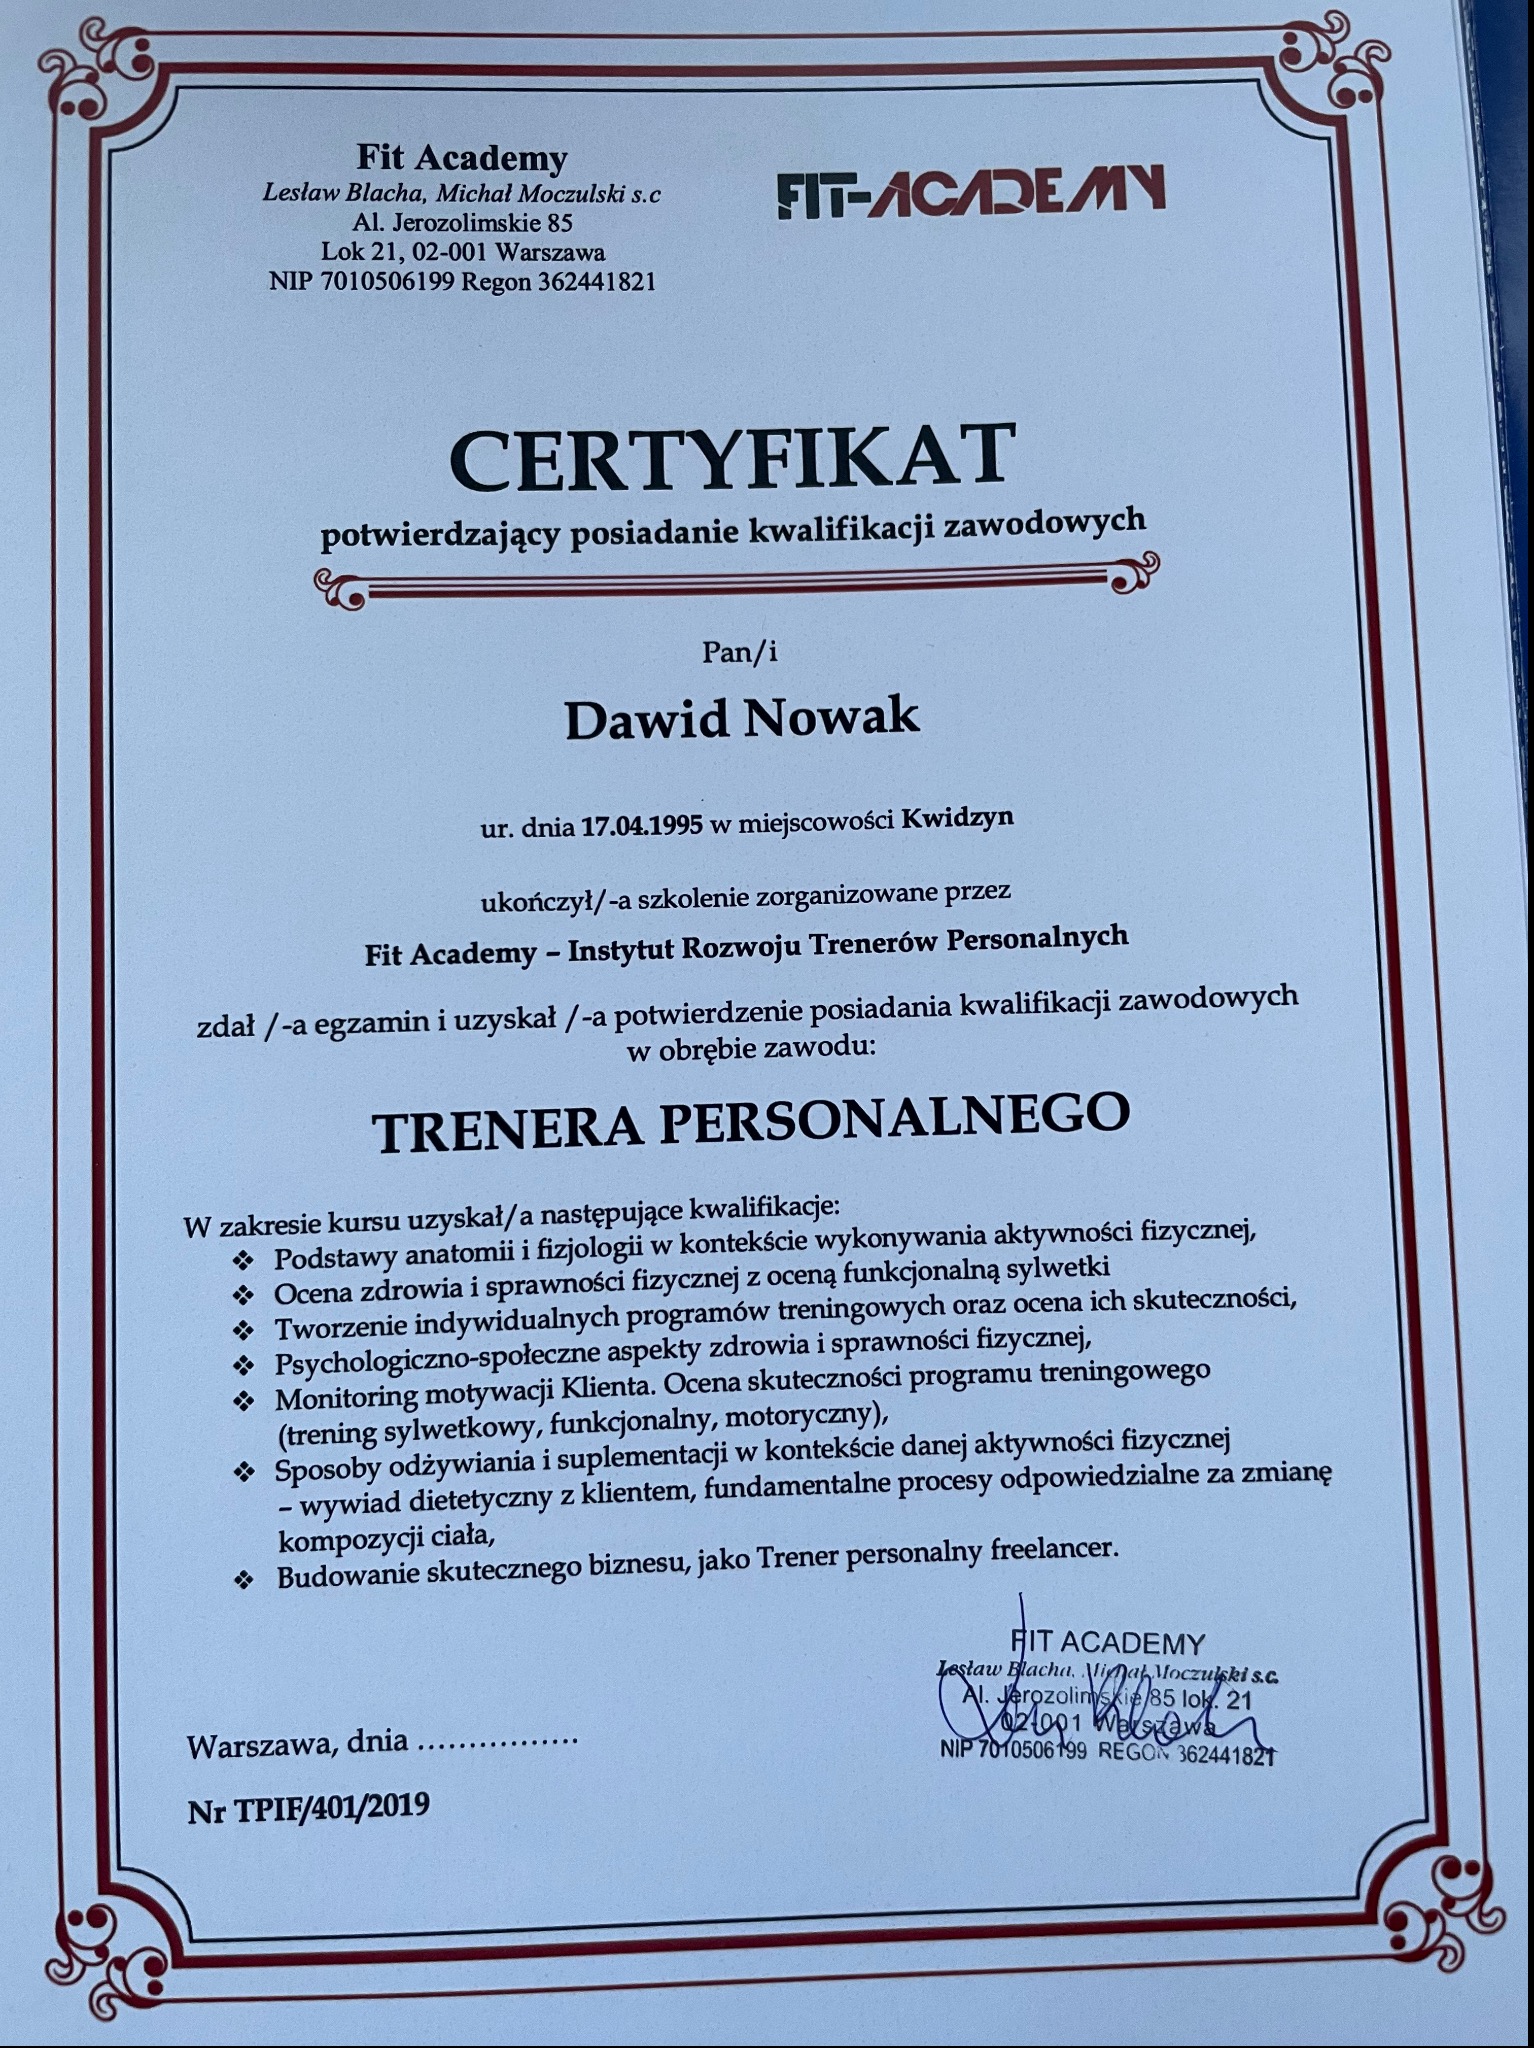 Fit Academy
Lesław Blacha, Michał Moczulski s.c
Al. Jerozolimskie 85
Lok 21, 02-001 Warszawa
NIP 7010506199 Regon 362441821
FIT-ACADEMY
CERTYFIKAT
potwierdzający posiadanie kwalifikacji zawodowych
Pan/i
Dawid Nowak
ur. dnia 17.04.1995 w miejscowości Kwidzyn
ukończył/-a szkolenie zorganizowane przez
Fit Academy – Instytut Rozwoju Trenerów Personalnych
zdał /-a egzamin i uzyskał /-a potwierdzenie posiadania kwalifikacji zawodowych
w obrębie zawodu:
TRENERA PERSONALNEGO
W zakresie kursu uzyskał/a następujące kwalifikacje:
❖ Podstawy anatomii i fizjologii w kontekście wykonywania aktywności fizycznej,
❖ Ocena zdrowia i sprawności fizycznej z oceną funkcjonalną sylwetki
❖ Tworzenie indywidualnych programów treningowych oraz ocena ich skuteczności,
❖ Psychologiczno-społeczne aspekty zdrowia i sprawności fizycznej,
❖ Monitoring motywacji Klienta. Ocena skuteczności programu treningowego
(trening sylwetkowy, funkcjonalny, motoryczny),
❖ Sposoby odżywiania i suplementacji w kontekście danej aktywności fizycznej
– wywiad dietetyczny z klientem, fundamentalne procesy odpowiedzialne za zmianę
kompozycji ciała,
❖ Budowanie skutecznego biznesu, jako Trener personalny freelancer.
FIT ACADEMY
Lesław Blacha, Michał Moczulski s.c.
Al. Jerozolimskie 85 lok. 21
02-001 Warszawa
NIP 7010506199 REGON 362441821
Warszawa, dnia ................
Nr TPIF/401/2019